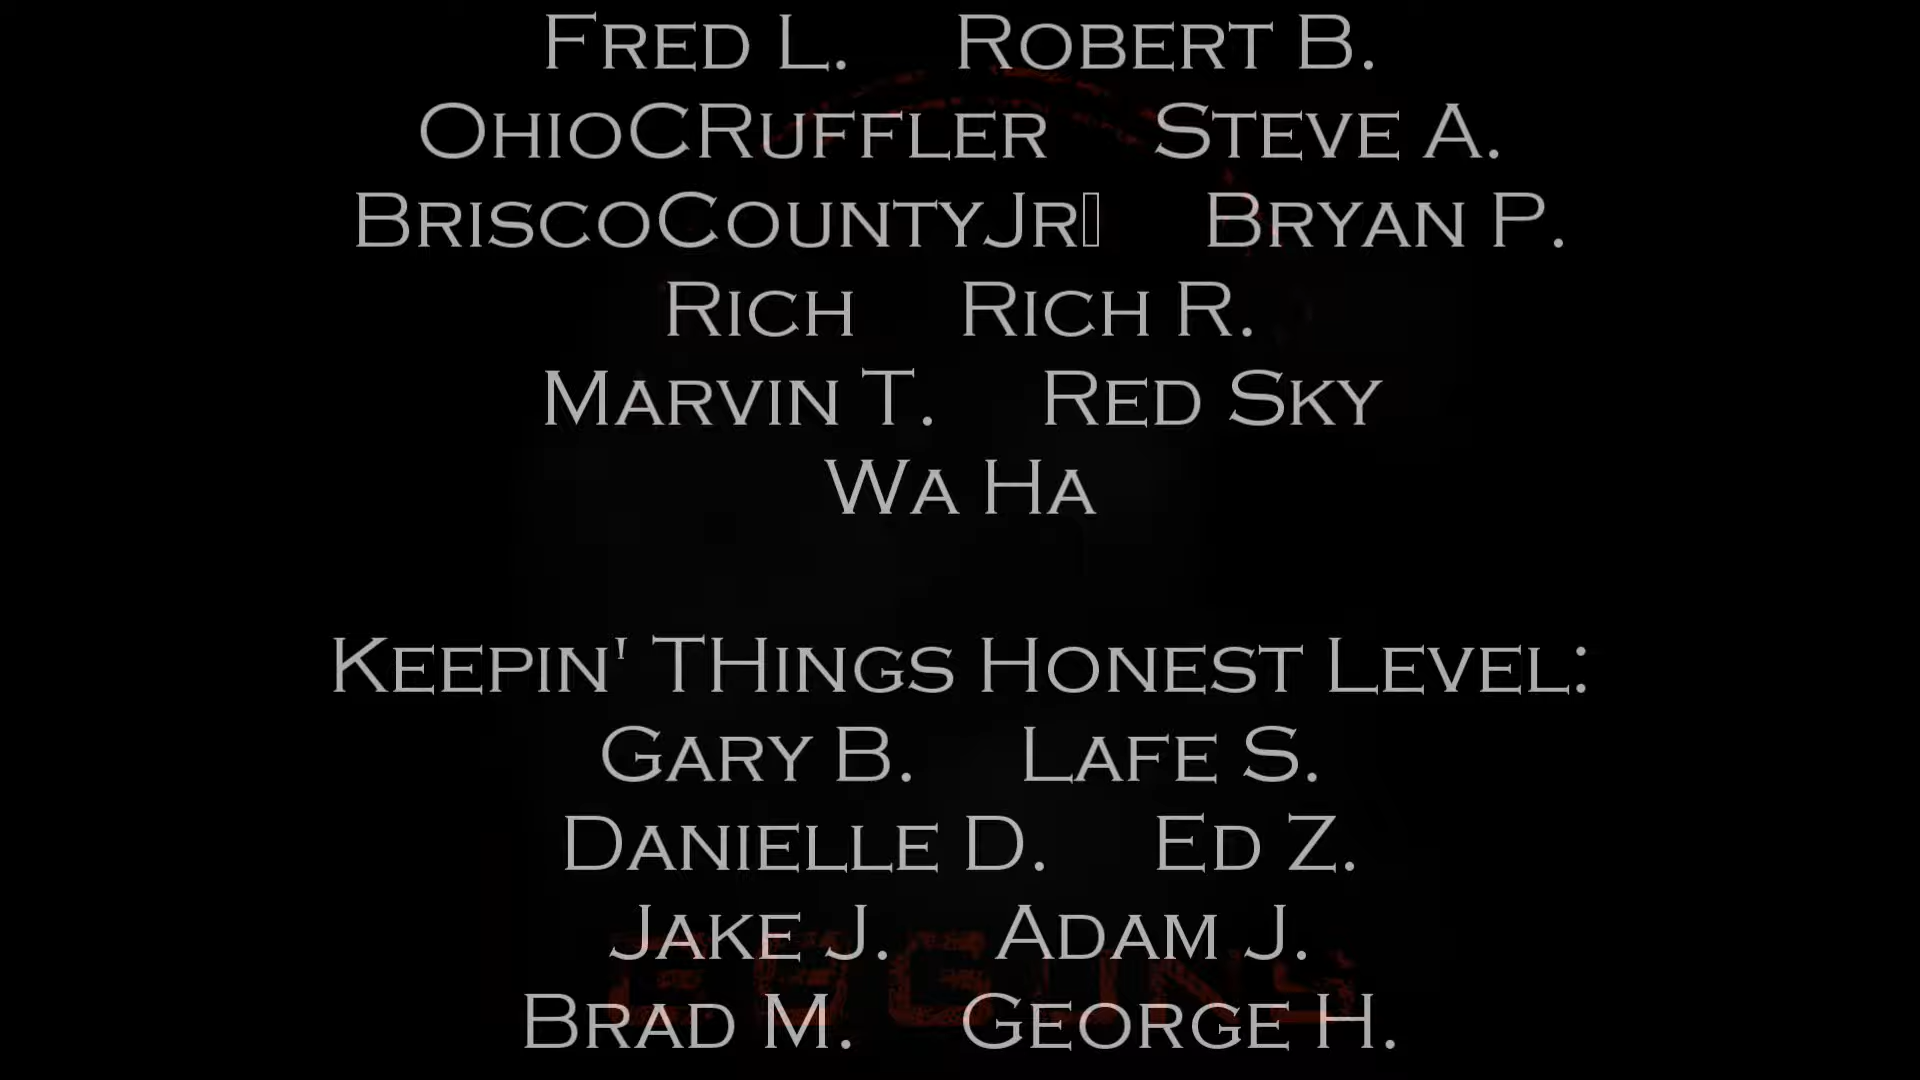 Fred L. Robert B.
OhioCRuffler Steve A.
BriscoCountyJr Bryan P.
Rich Rich R.
Marvin T. Red Sky
Wa Ha
Keepin' THings Honest Level:
Gary B. Lafe S.
Danielle D. Ed Z.
Jake J. Adam J.
Brad M. George H.